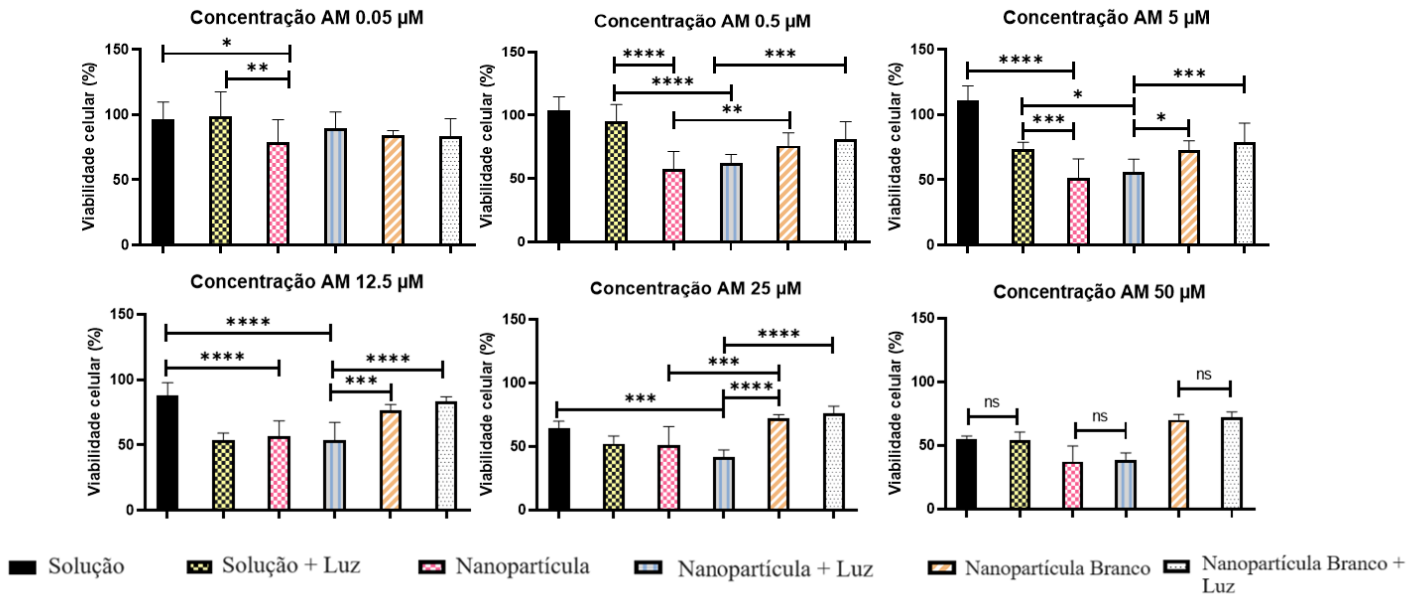 Concentração AM 0.05 µM
Viabilidade celular (%)
150
100
50
0
*
**
Concentração AM 0.5 µM
Viabilidade celular (%)
150
100
50
0
****
***
****
**
Concentração AM 5 µM
Viabilidade celular (%)
150
100
50
0
****
***
*
***
*
Concentração AM 12.5 µM
Viabilidade celular (%)
150
100
50
0
****
****
****
***
Concentração AM 25 µM
Viabilidade celular (%)
150
100
50
0
****
***
****
***
Concentração AM 50 µM
Viabilidade celular (%)
150
100
50
0
ns
ns
ns
Solução
Solução + Luz
Nanopartícula
Nanopartícula + Luz
Nanopartícula Branco
Nanopartícula Branco +
Luz